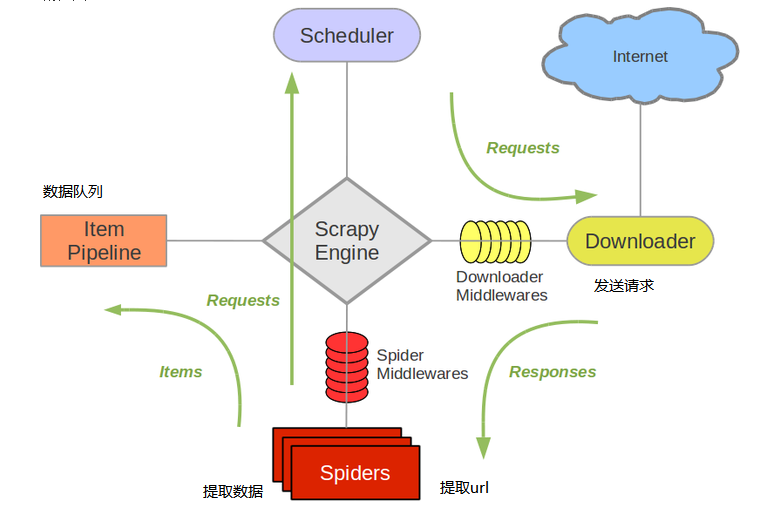 Scheduler
Internet
Requests
数据队列
Item
Pipeline
Scrapy
Engine
Downloader
Downloader
Middlewares
发送请求
Requests
Spider
Middlewares
Items
Responses
Spiders
提取数据
提取url